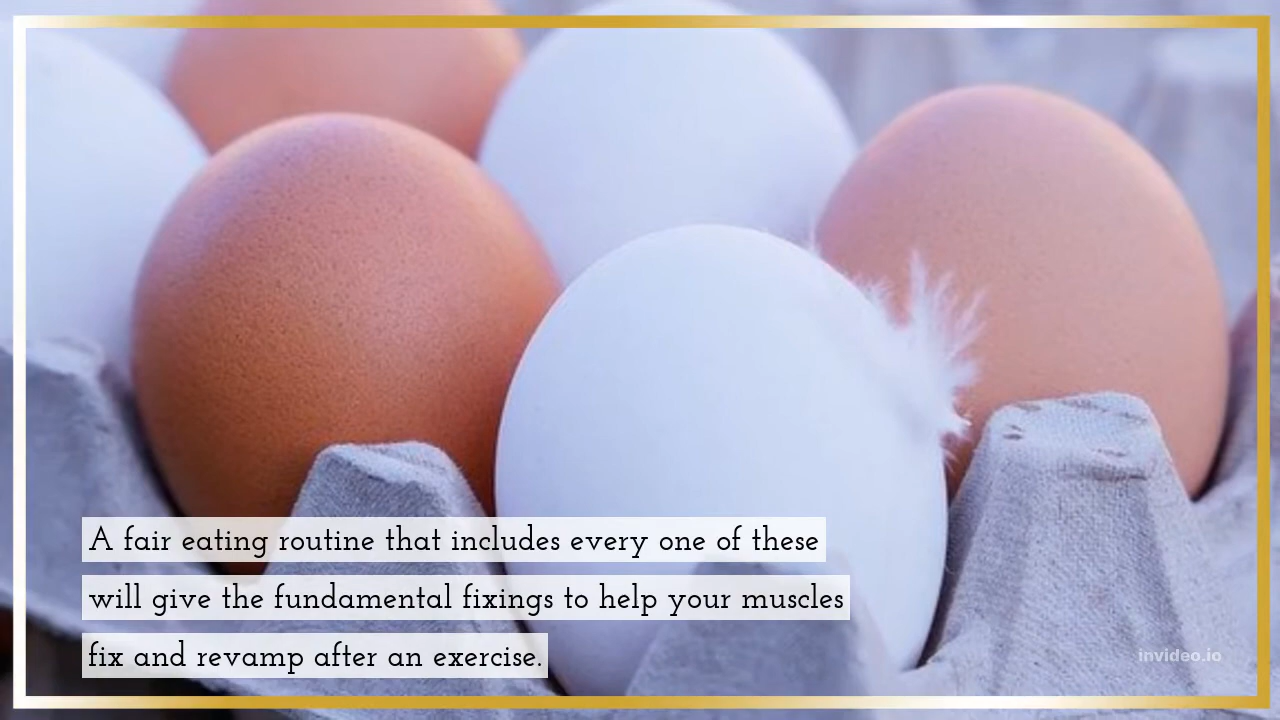 A fair eating routine that includes every one of these
will give the fundamental fixings to help your muscles
fix and revamp after an exercise.
invideo.io